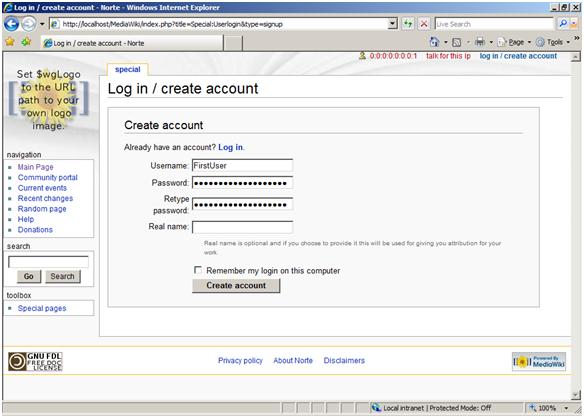 Log in / create account - Norte - Windows Internet Explorer
http://localhost/MediaWiki/index.php?title=Special:Userlogin&type=signup
Live Search
Log in / create account - Norte
Page Tools
0:0:0:0:0:0:0:1 talk for this ip log in / create account
Set $wgLogo
to the URL
path to your
own logo
image.
special
Log in / create account
Create account
Already have an account? Log in.
Username: FirstUser
Password:
Retype
password:
Real name:
Real name is optional and if you choose to provide it this will be used for giving you attribution for your
work.
Remember my login on this computer
Create account
navigation
Main Page
Community portal
Current events
Recent changes
Random page
Help
Donations
search
Go Search
toolbox
Special pages
GNU FDL
FREE DOC
LICENSE
Privacy policy About Norte Disclaimers
Powered By
MediaWiki
Local intranet | Protected Mode: Off
100%